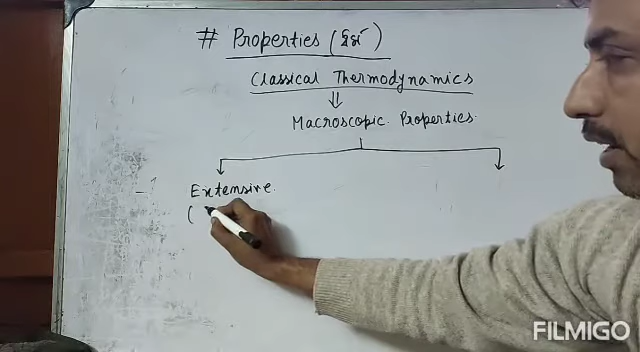 # Properties (गुण)
Classical Thermodynamics
⇓
Macroscopic Properties
Extensive
(
FILMIGO